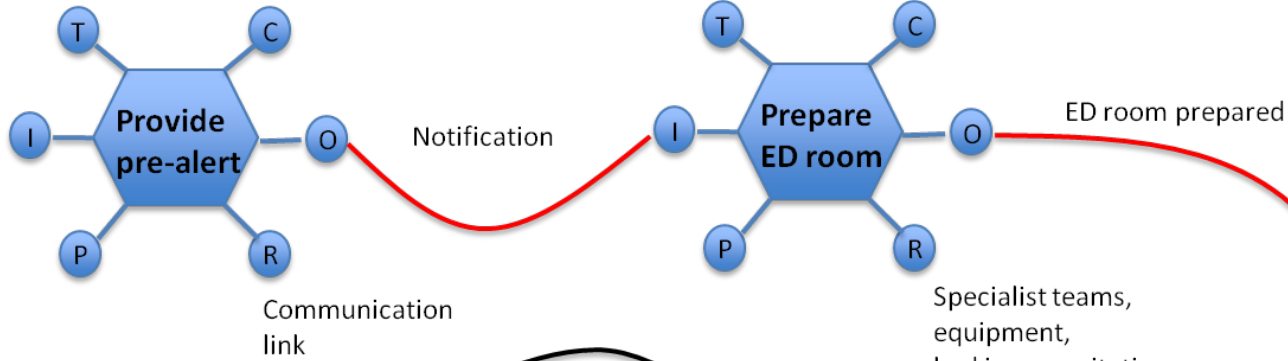 T
C
T
C
ED room prepared
Provide
pre-alert
I
O
Notification
I
Prepare
ED room
O
P
R
P
R
Communication
link
Specialist teams,
equipment,